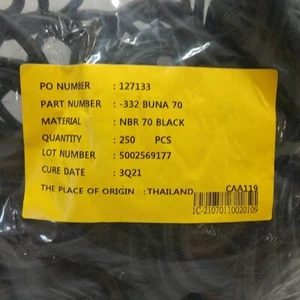 PO NUMBER : 127133
PART NUMBER : -332 BUNA 70
MATERIAL : NBR 70 BLACK
QUANTITY : 250 PCS
LOT NUMBER : 5002569177
CURE DATE : 3Q21
THE PLACE OF ORIGIN : THAILAND
CAA119
1C-21070110020109